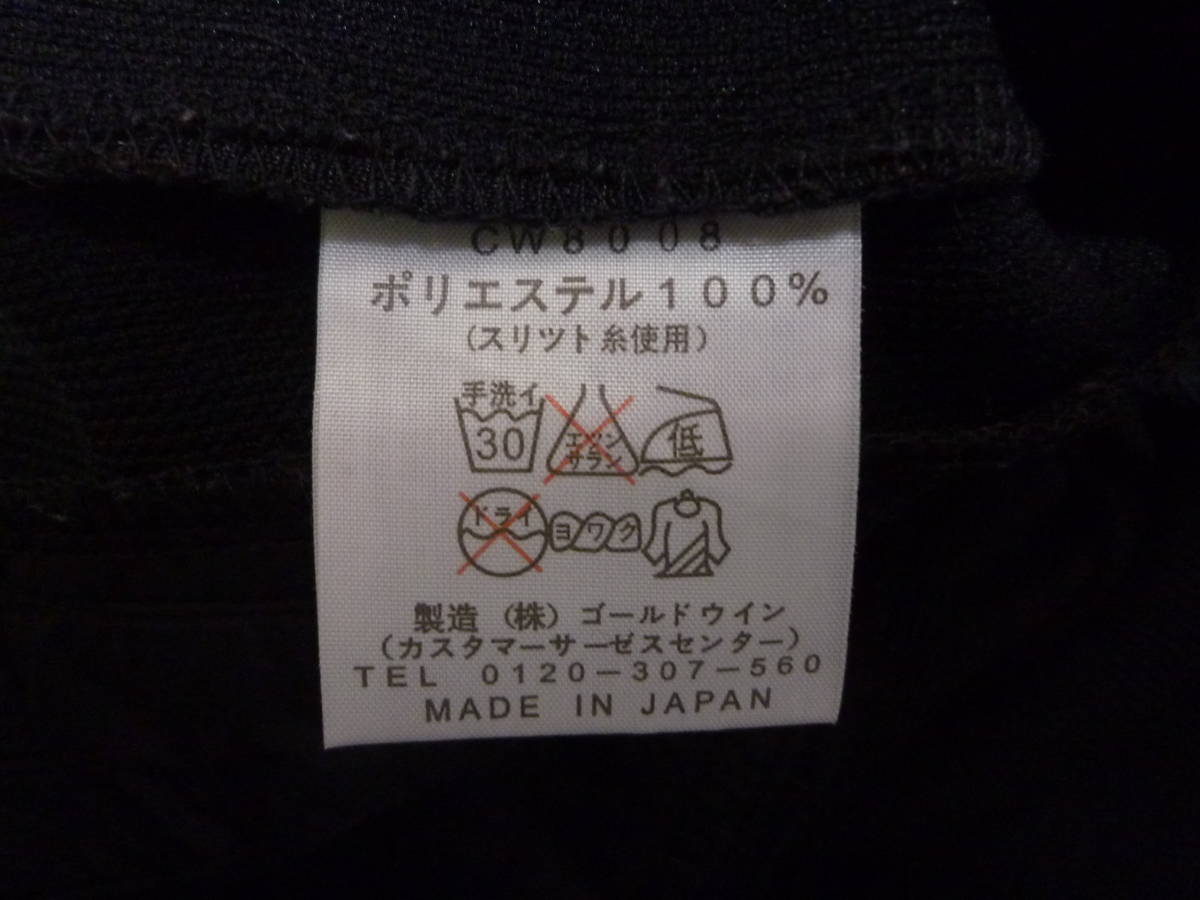 CW8008
ポリエステル100%
(スリツト糸使用)
手洗イ
30
エンソ
サラシ
低
ドライ
ヨワク
製造 (株) ゴールドウイン
(カスタマーサーゼスセンター)
TEL 0120-307-560
MADE IN JAPAN